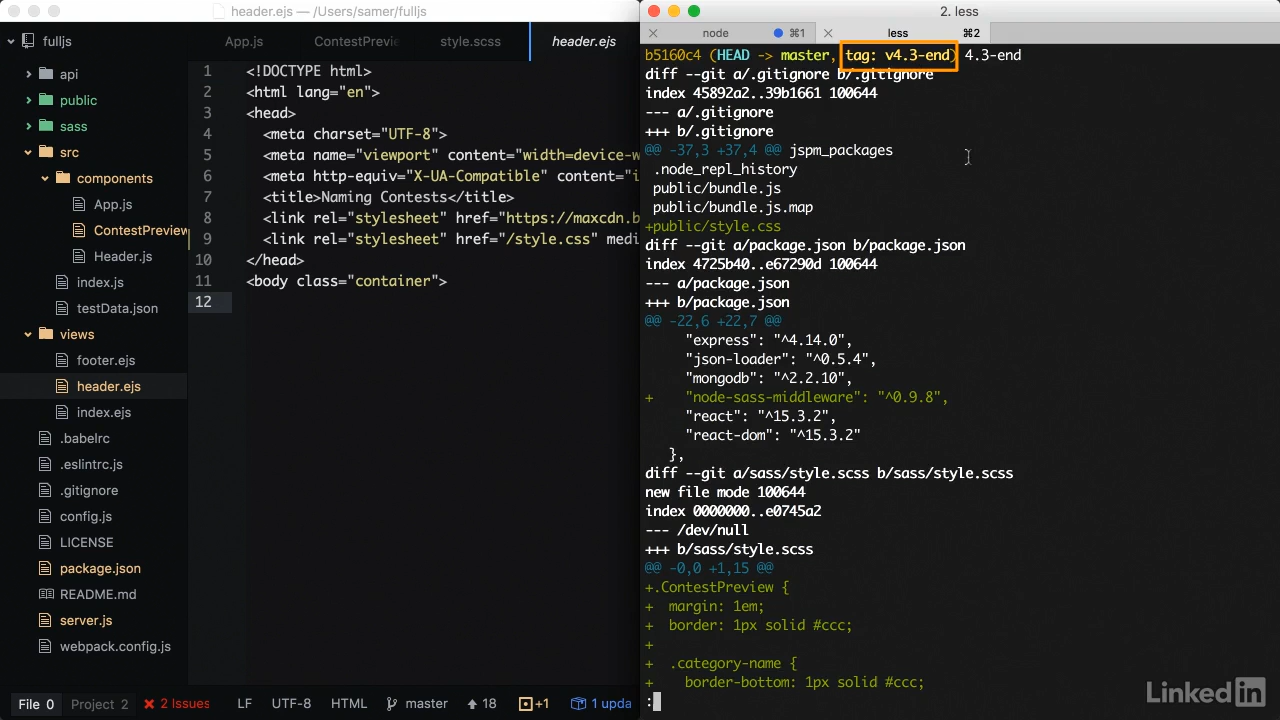 header.ejs — /Users/samer/fulljs
fulljs
App.js
ContestPrevie
style.scss
header.ejs
api
public
sass
src
components
App.js
ContestPreview
Header.js
index.js
testData.json
views
footer.ejs
header.ejs
index.ejs
.babelrc
.eslintrc.js
.gitignore
config.js
LICENSE
package.json
README.md
server.js
webpack.config.js
1 <!DOCTYPE html>
2 <html lang="en">
3 <head>
4 <meta charset="UTF-8">
5 <meta name="viewport" content="width=device-w
6 <meta http-equiv="X-UA-Compatible" content="i
7 <title>Naming Contests</title>
8 <link rel="stylesheet" href="https://maxcdn.b
9 <link rel="stylesheet" href="/style.css" medi
10 </head>
11 <body class="container">
12
File 0 Project 2 2 Issues LF UTF-8 HTML master 18 +1 1 upda
2. less
node ⌘1
less ⌘2
b5160c4 (HEAD -> master, tag: v4.3-end) 4.3-end
diff --git a/.gitignore b/.gitignore
index 45892a2..39b1661 100644
--- a/.gitignore
+++ b/.gitignore
@@ -37,3 +37,4 @@ jspm_packages
.node_repl_history
public/bundle.js
public/bundle.js.map
+public/style.css
diff --git a/package.json b/package.json
index 4725b40..e67290d 100644
--- a/package.json
+++ b/package.json
@@ -22,6 +22,7 @@
"express": "^4.14.0",
"json-loader": "^0.5.4",
"mongodb": "^2.2.10",
+ "node-sass-middleware": "^0.9.8",
"react": "^15.3.2",
"react-dom": "^15.3.2"
},
diff --git a/sass/style.scss b/sass/style.scss
new file mode 100644
index 0000000..e0745a2
--- /dev/null
+++ b/sass/style.scss
@@ -0,0 +1,15 @@
+.ContestPreview {
+ margin: 1em;
+ border: 1px solid #ccc;
+
+ .category-name {
+ border-bottom: 1px solid #ccc;
:
Linked in